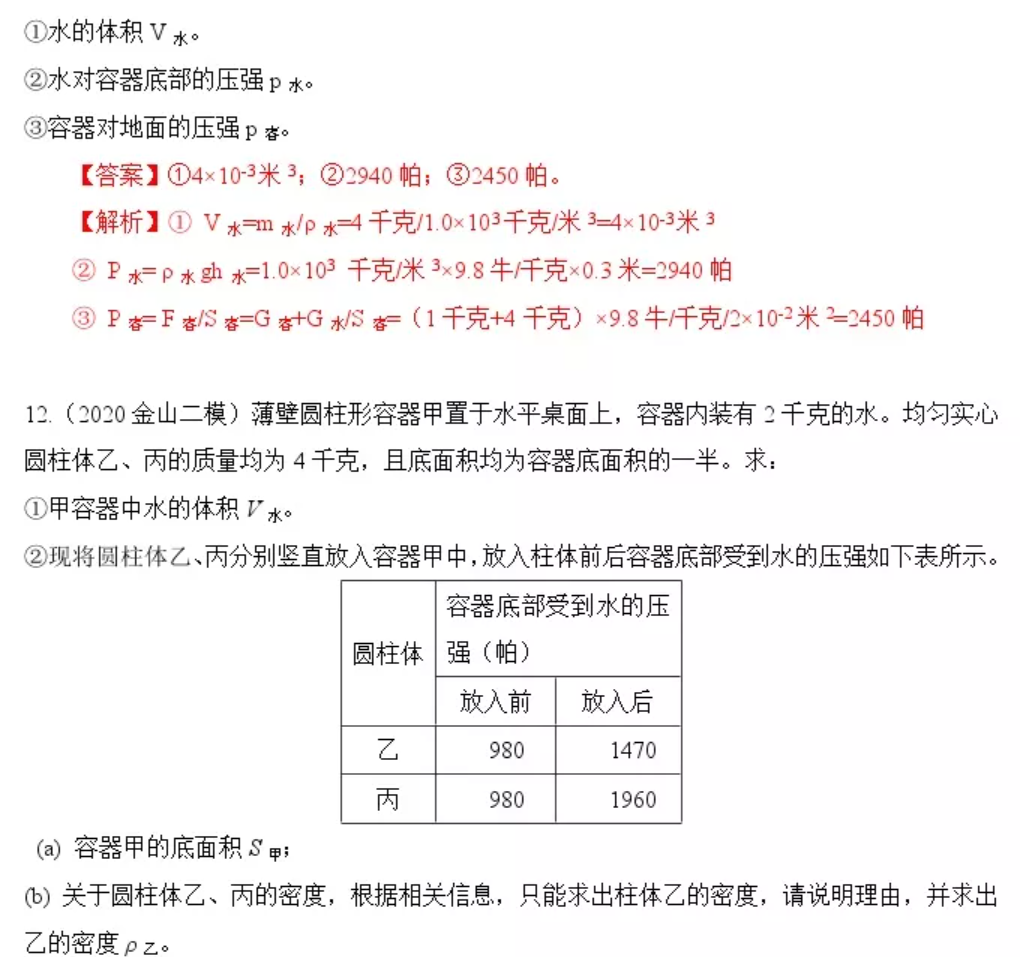 ①水的体积 V 水。
②水对容器底部的压强 p 水。
③容器对地面的压强 p 容。
【答案】①4×10-3米 3；②2940 帕；③2450 帕。
【解析】① V 水=m 水/ρ 水=4 千克/1.0×103千克/米 3=4×10-3米 3
② P 水= ρ 水 gh 水=1.0×103 千克/米 3×9.8 牛/千克×0.3 米=2940 帕
③ P 容= F 容/S 容=G 容+G 水/S 容=（1 千克+4 千克）×9.8 牛/千克/2×10-2米 2=2450 帕
12.（2020 金山二模）薄壁圆柱形容器甲置于水平桌面上，容器内装有 2 千克的水。均匀实心
圆柱体乙、丙的质量均为 4 千克，且底面积均为容器底面积的一半。求：
①甲容器中水的体积 V 水。
②现将圆柱体乙、丙分别竖直放入容器甲中，放入柱体前后容器底部受到水的压强如下表所示。
圆柱体
容器底部受到水的压
强（帕）
放入前 放入后
乙 980 1470
丙 980 1960
(a) 容器甲的底面积 S 甲；
(b) 关于圆柱体乙、丙的密度，根据相关信息，只能求出柱体乙的密度，请说明理由，并求出
乙的密度 ρ 乙。